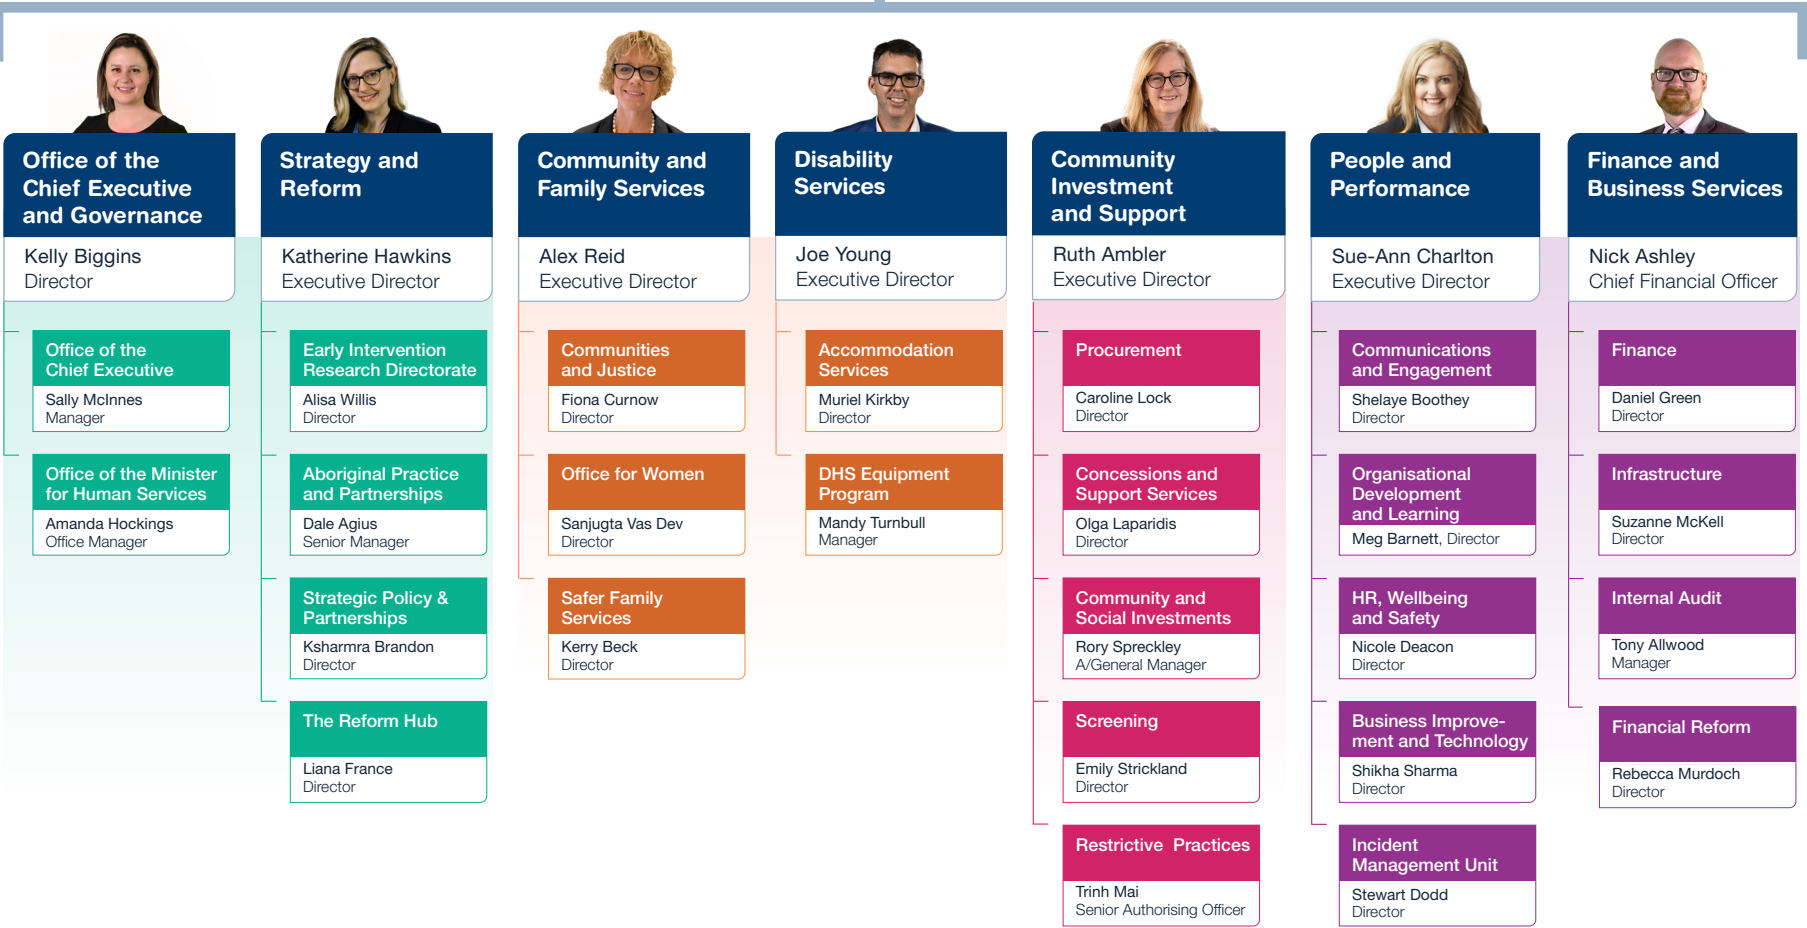 Office of the
Chief Executive
and Governance
Kelly Biggins
Director
Office of the
Chief Executive
Sally McInnes
Manager
Office of the Minister
for Human Services
Amanda Hockings
Office Manager
Strategy and
Reform
Katherine Hawkins
Executive Director
Early Intervention
Research Directorate
Alisa Willis
Director
Aboriginal Practice
and Partnerships
Dale Agius
Senior Manager
Strategic Policy &
Partnerships
Ksharmra Brandon
Director
The Reform Hub
Liana France
Director
Community and
Family Services
Alex Reid
Executive Director
Communities
and Justice
Fiona Curnow
Director
Office for Women
Sanjugta Vas Dev
Director
Safer Family
Services
Kerry Beck
Director
Disability
Services
Joe Young
Executive Director
Accommodation
Services
Muriel Kirkby
Director
DHS Equipment
Program
Mandy Turnbull
Manager
Community
Investment
and Support
Ruth Ambler
Executive Director
Procurement
Caroline Lock
Director
Concessions and
Support Services
Olga Laparidis
Director
Community and
Social Investments
Rory Spreckley
A/General Manager
Screening
Emily Strickland
Director
Restrictive Practices
Trinh Mai
Senior Authorising Officer
People and
Performance
Sue-Ann Charlton
Executive Director
Communications
and Engagement
Shelaye Boothey
Director
Organisational
Development
and Learning
Meg Barnett, Director
HR, Wellbeing
and Safety
Nicole Deacon
Director
Business Improve-
ment and Technology
Shikha Sharma
Director
Incident
Management Unit
Stewart Dodd
Director
Finance and
Business Services
Nick Ashley
Chief Financial Officer
Finance
Daniel Green
Director
Infrastructure
Suzanne McKell
Director
Internal Audit
Tony Allwood
Manager
Financial Reform
Rebecca Murdoch
Director